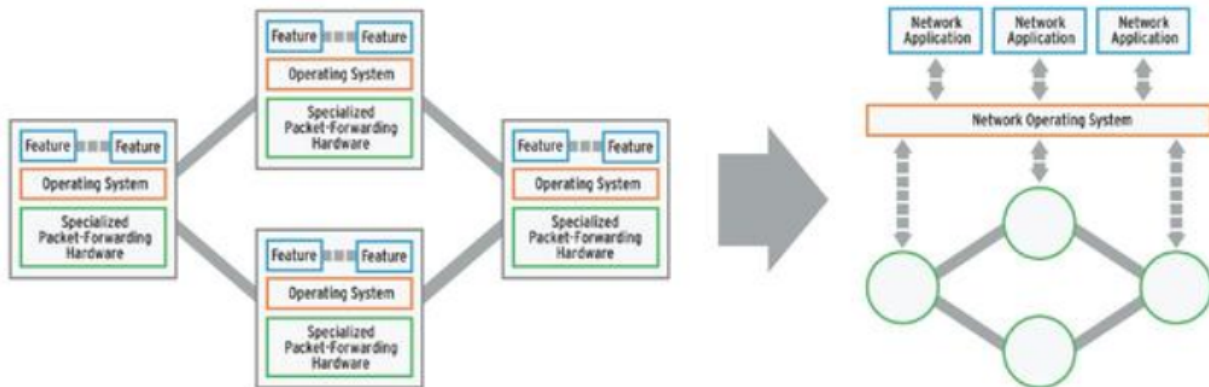 Feature Feature
Operating System
Specialized
Packet-Forwarding
Hardware
Feature Feature
Operating System
Specialized
Packet-Forwarding
Hardware
Feature Feature
Operating System
Specialized
Packet-Forwarding
Hardware
Feature Feature
Operating System
Specialized
Packet-Forwarding
Hardware
Network
Application
Network
Application
Network
Application
Network Operating System